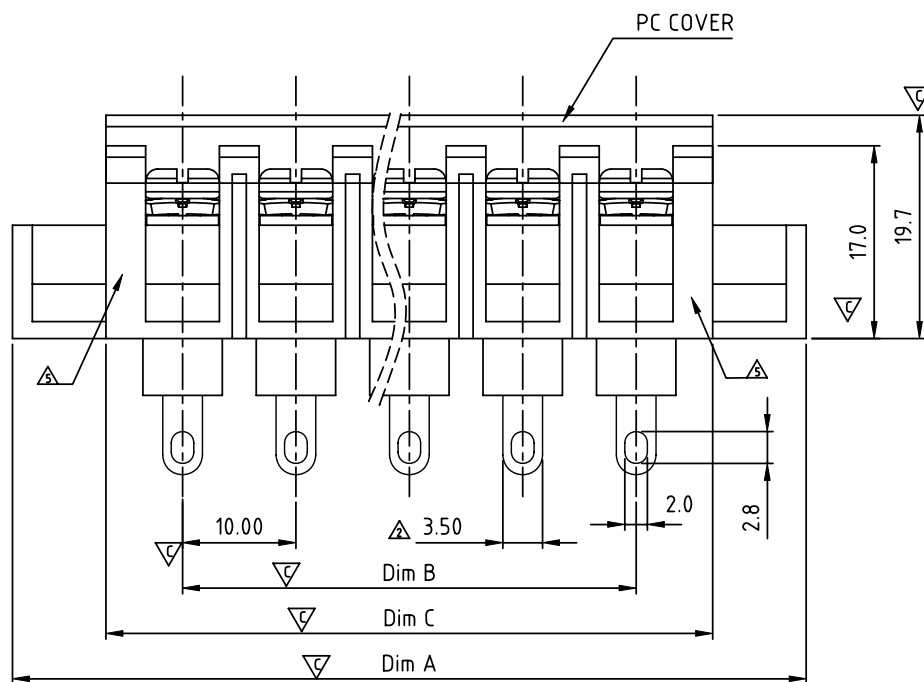 PC COVER
C
19.7
17.0
C
5
5
2.0
2.8
10.00
2 3.50
C
C Dim B
C Dim C
C Dim A